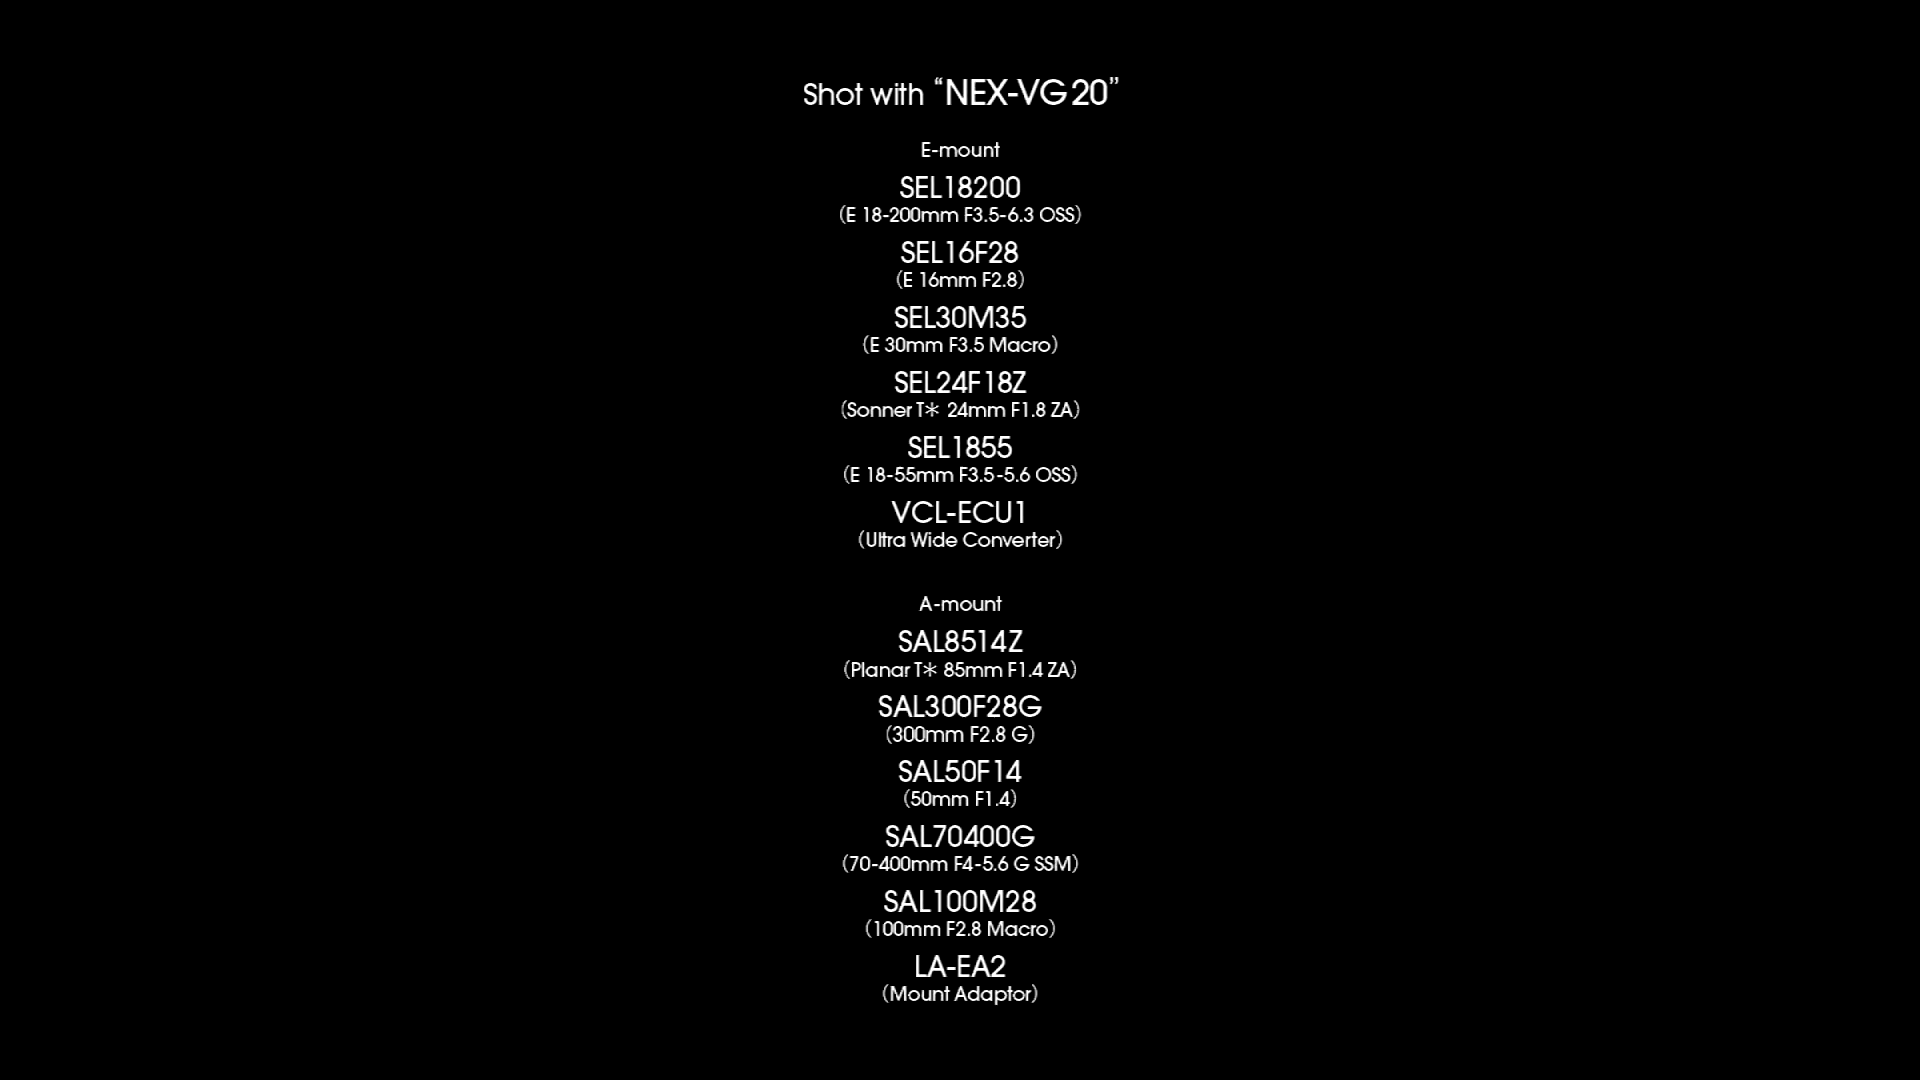 Shot with “NEX-VG20”
E-mount
SEL18200
(E 18-200mm F3.5-6.3 OSS)
SEL16F28
(E 16mm F2.8)
SEL30M35
(E 30mm F3.5 Macro)
SEL24F18Z
(Sonner T* 24mm F1.8 ZA)
SEL1855
(E 18-55mm F3.5-5.6 OSS)
VCL-ECU1
(Ultra Wide Converter)
A-mount
SAL8514Z
(Planar T* 85mm F1.4 ZA)
SAL300F28G
(300mm F2.8 G)
SAL50F14
(50mm F1.4)
SAL70400G
(70-400mm F4-5.6 G SSM)
SAL100M28
(100mm F2.8 Macro)
LA-EA2
(Mount Adaptor)